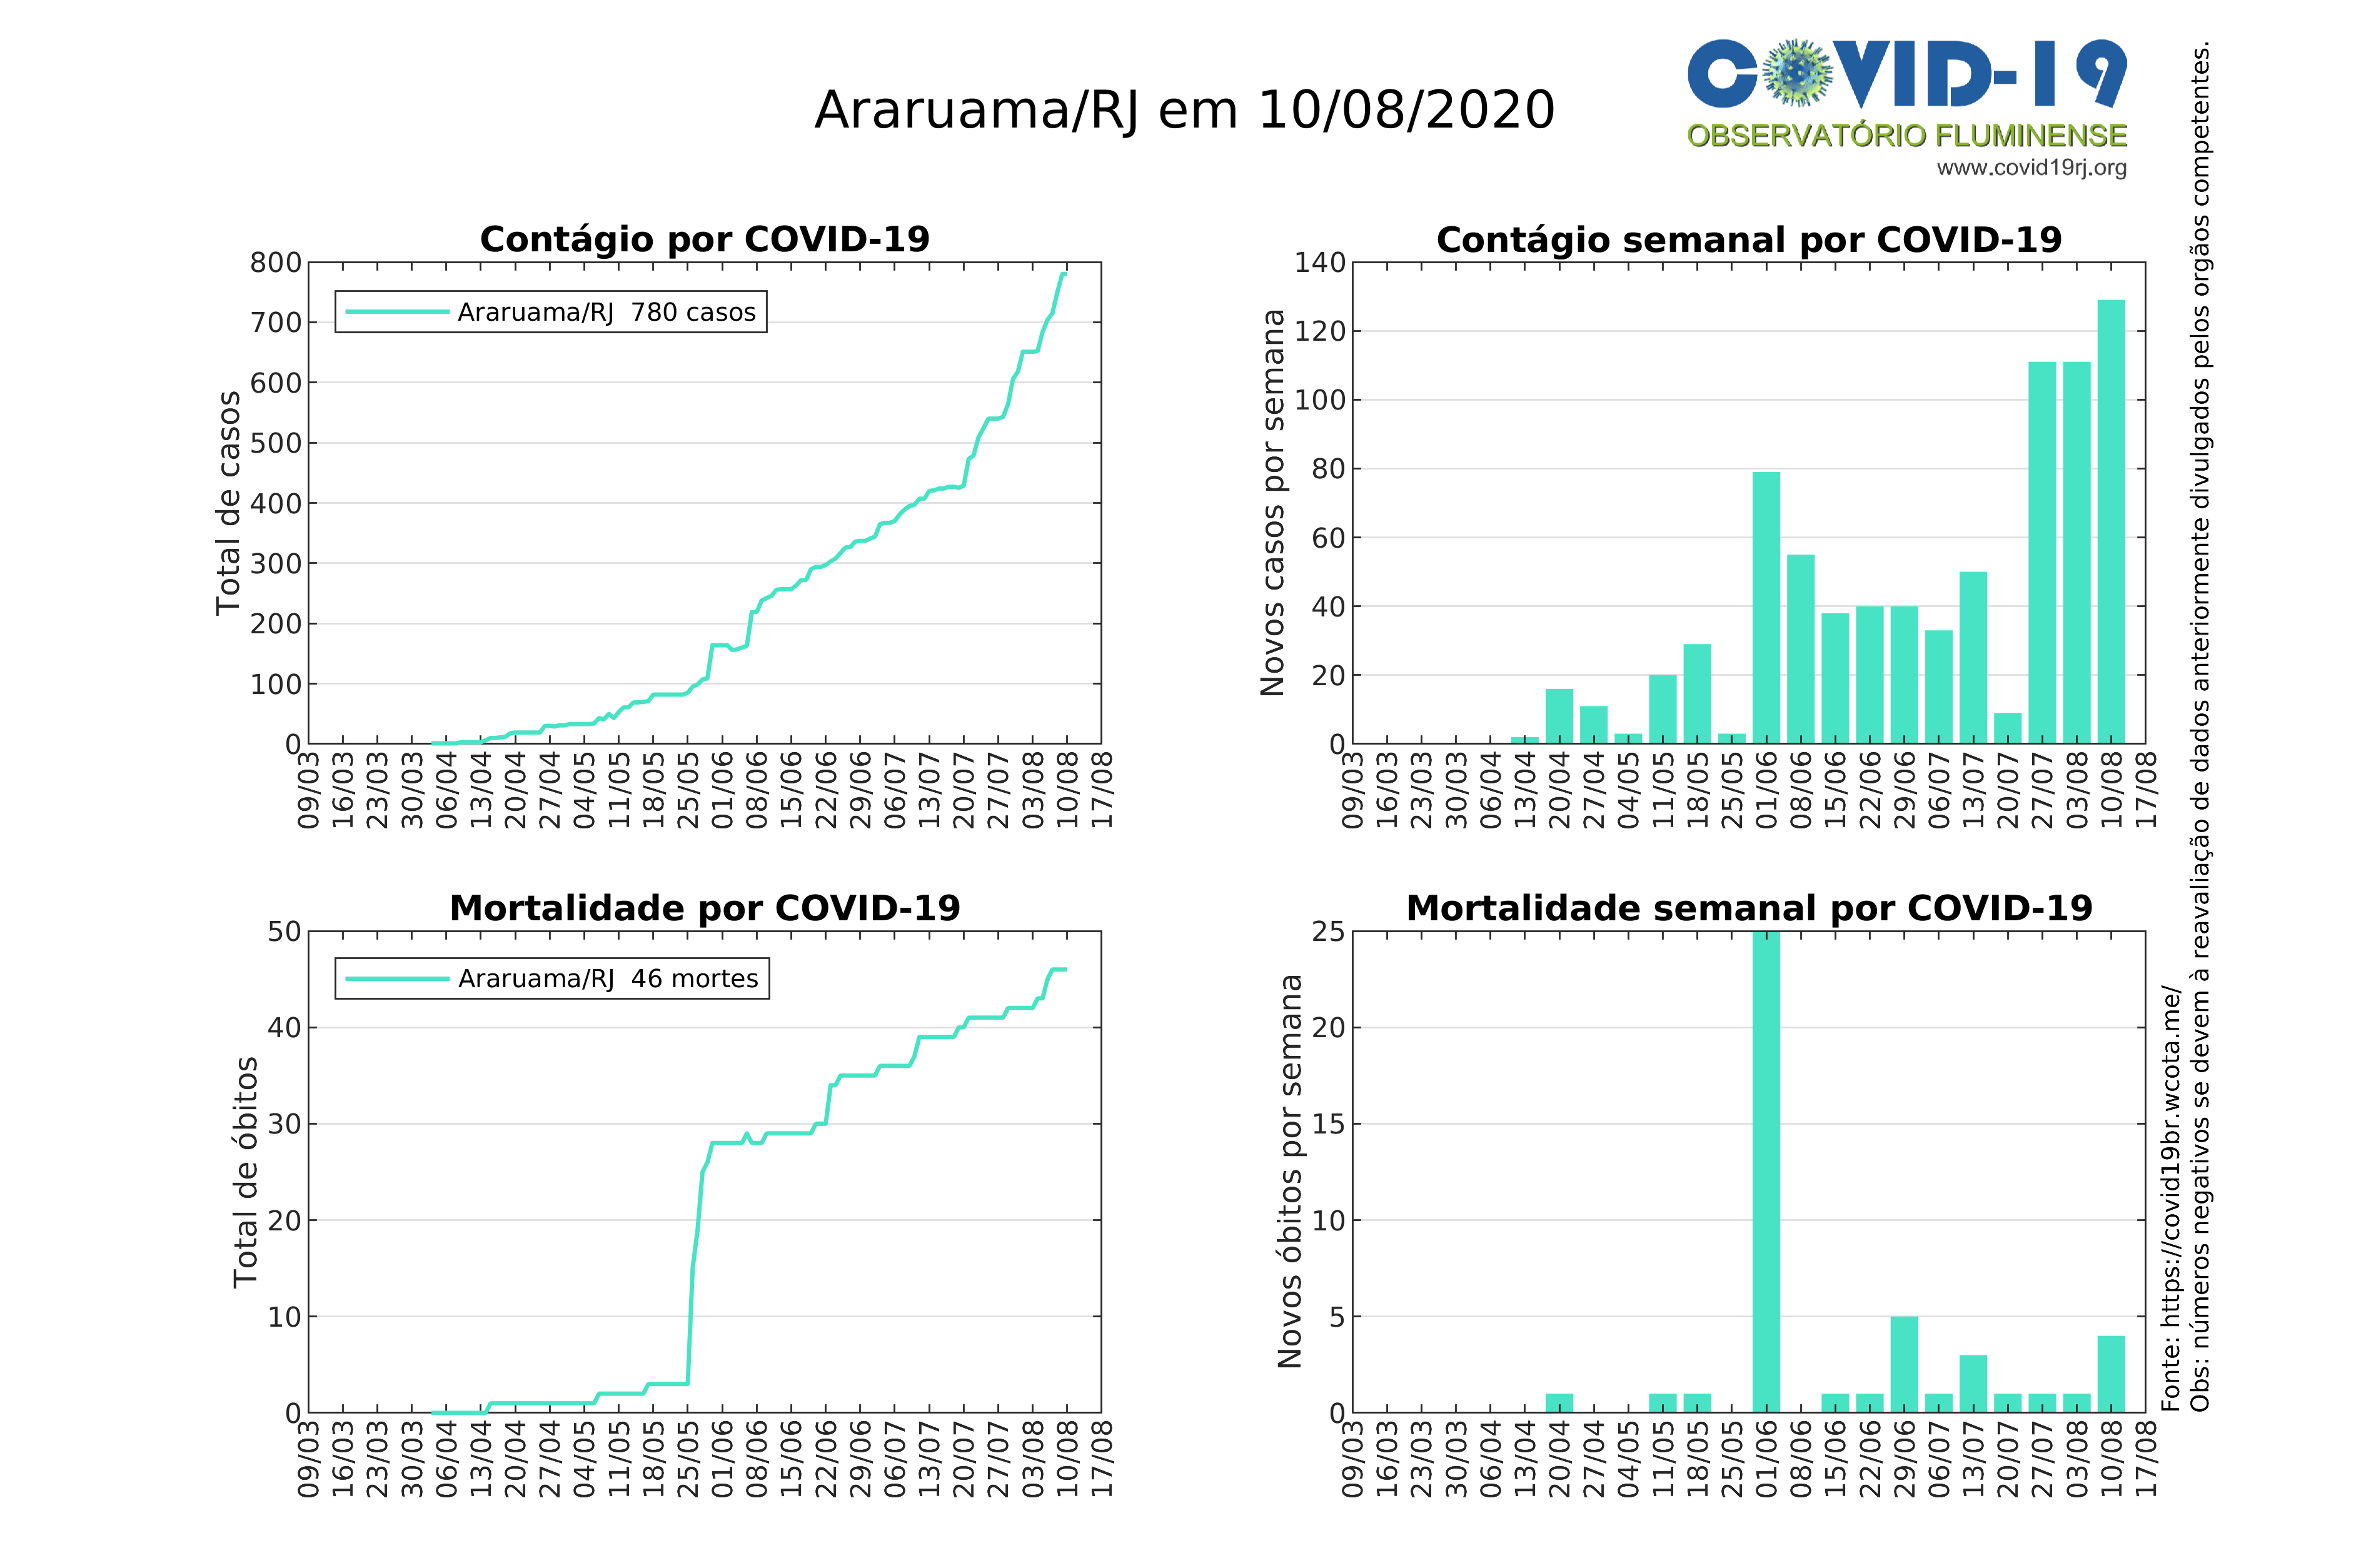 Araruama/RJ em 10/08/2020
COVID-19
OBSERVATÓRIO FLUMINENSE
www.covid19rj.org
Contágio por COVID-19
Total de casos
800
700
600
500
400
300
200
100
0
Araruama/RJ 780 casos
09/03 16/03 23/03 30/03 06/04 13/04 20/04 27/04 04/05 11/05 18/05 25/05 01/06 08/06 15/06 22/06 29/06 06/07 13/07 20/07 27/07 03/08 10/08 17/08
Contágio semanal por COVID-19
Novos casos por semana
140
120
100
80
60
40
20
0
09/03 16/03 23/03 30/03 06/04 13/04 20/04 27/04 04/05 11/05 18/05 25/05 01/06 08/06 15/06 22/06 29/06 06/07 13/07 20/07 27/07 03/08 10/08 17/08
Mortalidade por COVID-19
Total de óbitos
50
40
30
20
10
0
Araruama/RJ 46 mortes
09/03 16/03 23/03 30/03 06/04 13/04 20/04 27/04 04/05 11/05 18/05 25/05 01/06 08/06 15/06 22/06 29/06 06/07 13/07 20/07 27/07 03/08 10/08 17/08
Mortalidade semanal por COVID-19
Novos óbitos por semana
25
20
15
10
5
0
09/03 16/03 23/03 30/03 06/04 13/04 20/04 27/04 04/05 11/05 18/05 25/05 01/06 08/06 15/06 22/06 29/06 06/07 13/07 20/07 27/07 03/08 10/08 17/08
Fonte: https://covid19br.wcota.me/
Obs: números negativos se devem à reavaliação de dados anteriormente divulgados pelos orgãos competentes.